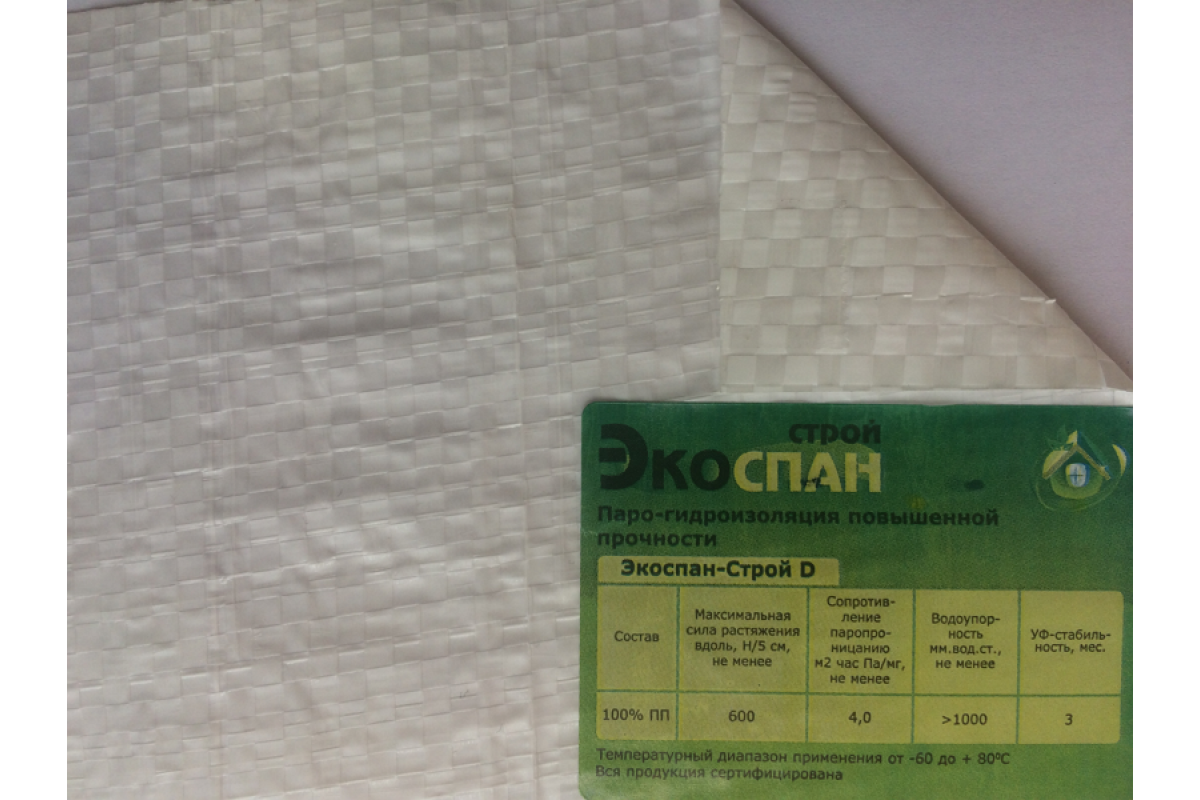 строй
Экоспан
Паро-гидроизоляция повышенной
прочности
Экоспан-Строй D
Состав
Максимальная
сила растяжения
вдоль, Н/5 см,
не менее
Сопротив-
ление
паропро-
ницанию
м2 час Па/мг,
не менее
Водоупор-
ность
мм.вод.ст.,
не менее
УФ-стабиль-
ность, мес.
100% ПП
600
4,0
>1000
3
Температурный диапазон применения от -60 до + 80⁰С
Вся продукция сертифицирована